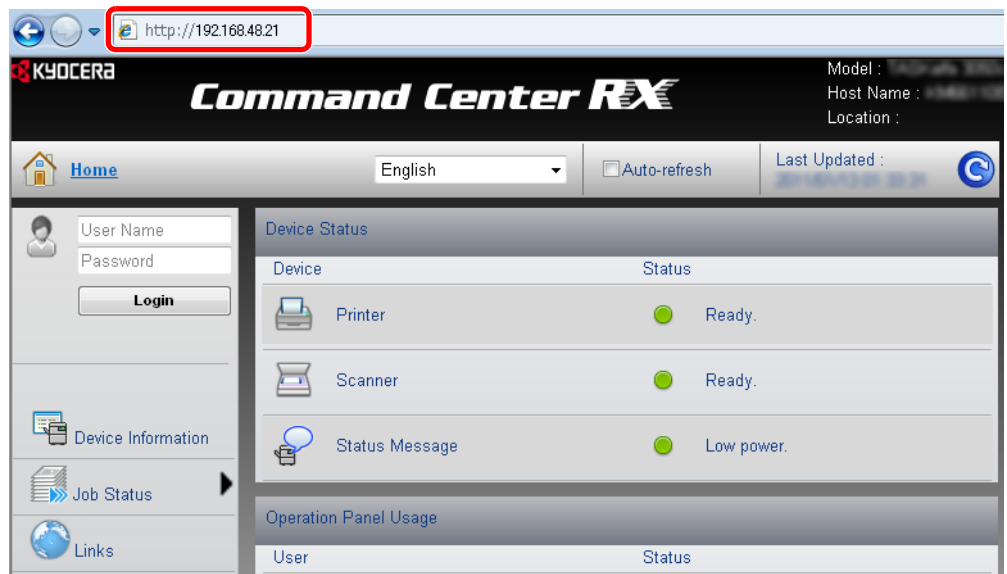 http://192.168.48.21
KYOCERA
Command Center RX
Model :
Host Name :
Location :
Home
English
Auto-refresh
Last Updated :
User Name
Password
Login
Device Status
Device Status
Printer Ready.
Scanner Ready.
Status Message Low power.
Device Information
Job Status
Links
Operation Panel Usage
User Status